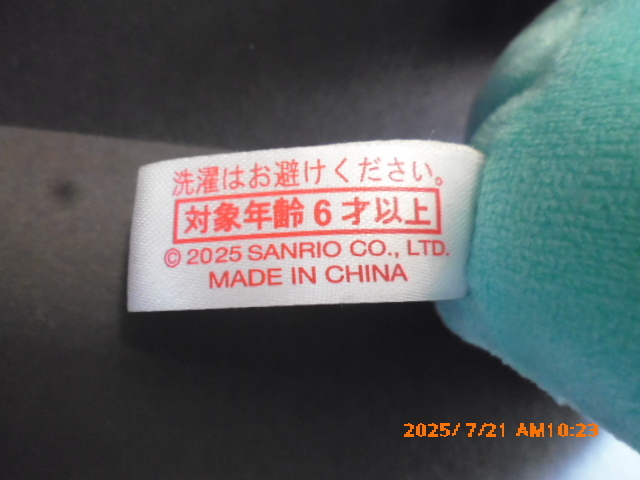 洗濯はお避けください。
対象年齢6才以上
© 2025 SANRIO CO., LTD.
MADE IN CHINA
2025/ 7/21 AM10:23